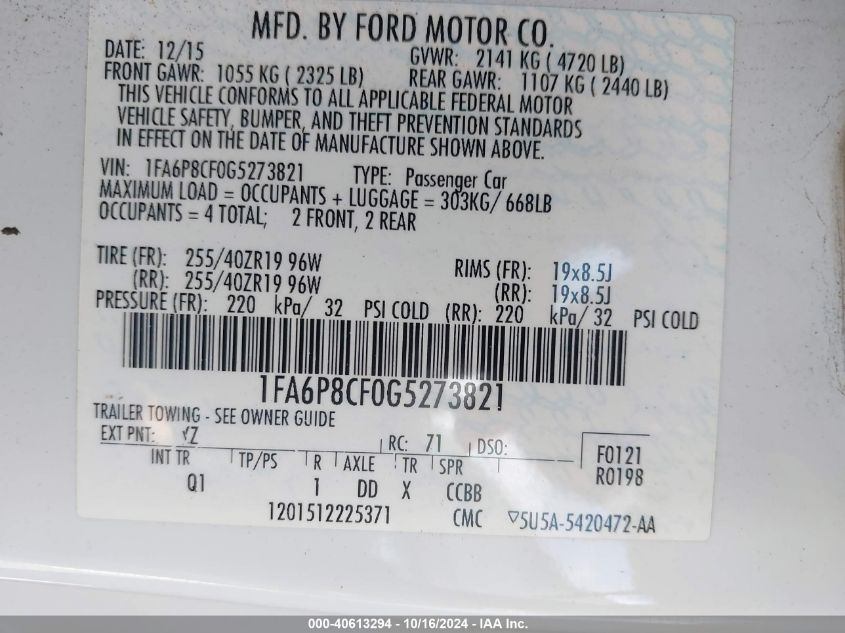 MFD. BY FORD MOTOR CO.
DATE: 12/15 GVWR: 2141 KG ( 4720 LB)
FRONT GAWR: 1055 KG ( 2325 LB) REAR GAWR: 1107 KG ( 2440 LB)
THIS VEHICLE CONFORMS TO ALL APPLICABLE FEDERAL MOTOR
VEHICLE SAFETY, BUMPER, AND THEFT PREVENTION STANDARDS
IN EFFECT ON THE DATE OF MANUFACTURE SHOWN ABOVE.
VIN: 1FA6P8CF0G5273821 TYPE: Passenger Car
MAXIMUM LOAD = OCCUPANTS + LUGGAGE = 303KG/ 668LB
OCCUPANTS = 4 TOTAL; 2 FRONT, 2 REAR
TIRE (FR): 255/40ZR19 96W RIMS (FR): 19x8.5J
(RR): 255/40ZR19 96W (RR): 19x8.5J
PRESSURE (FR): 220 kPa/ 32 PSI COLD (RR): 220 kPa/ 32 PSI COLD
1FA6P8CF0G5273821
TRAILER TOWING - SEE OWNER GUIDE
EXT PNT: YZ RC: 71 DSO: F0121
INT TR TP/PS R AXLE TR SPR R0198
Q1 1 DD X CCBB
1201512225371 CMC ▽5U5A-5420472-AA
000-40613294 - 10/16/2024 - IAA Inc.